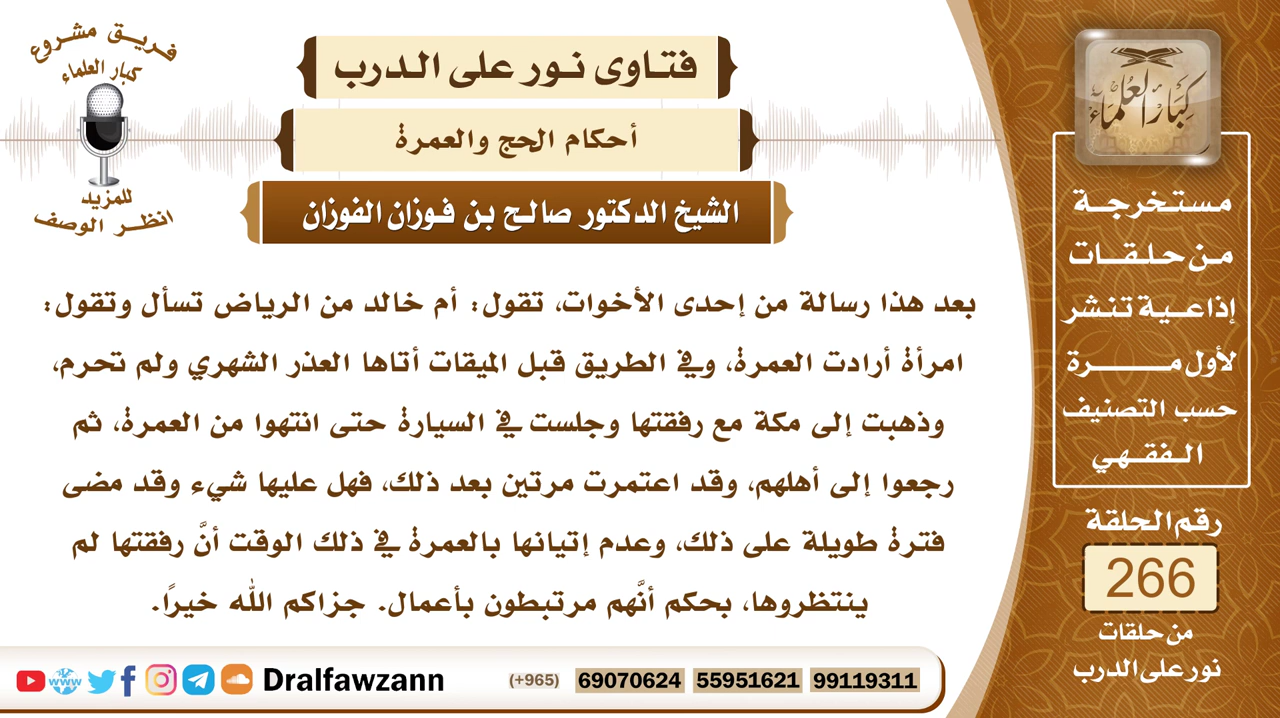 فريق مشروع
كبار العلماء
للمزيد
انظر الوصف
فتاوى نور على الدرب
أحكام الحج والعمرة
الشيخ الدكتور صالح بن فوزان الفوزان
بعد هذا رسالة من إحدى الأخوات، تقول: أم خالد من الرياض تسأل وتقول:
امرأة أرادت العمرة، وفي الطريق قبل الميقات أتاها العذر الشهري ولم تحرم،
وذهبت إلى مكة مع رفقتها وجلست في السيارة حتى انتهوا من العمرة، ثم
رجعوا إلى أهلهم، وقد اعتمرت مرتين بعد ذلك، فهل عليها شيء وقد مضى
فترة طويلة على ذلك، وعدم إتيانها بالعمرة في ذلك الوقت أنَّ رفقتها لم
ينتظروها، بحكم أنَّهم مرتبطون بأعمال. جزاكم الله خيرًا.
كبار العلماء
مستخرجة
من حلقات
إذاعية تنشر
لأول مرة
حسب التصنيف
الفقهي
رقم الحلقة
266
من حلقات
نور على الدرب
www Dralfawzann (+965) 69070624 55951621 99119311